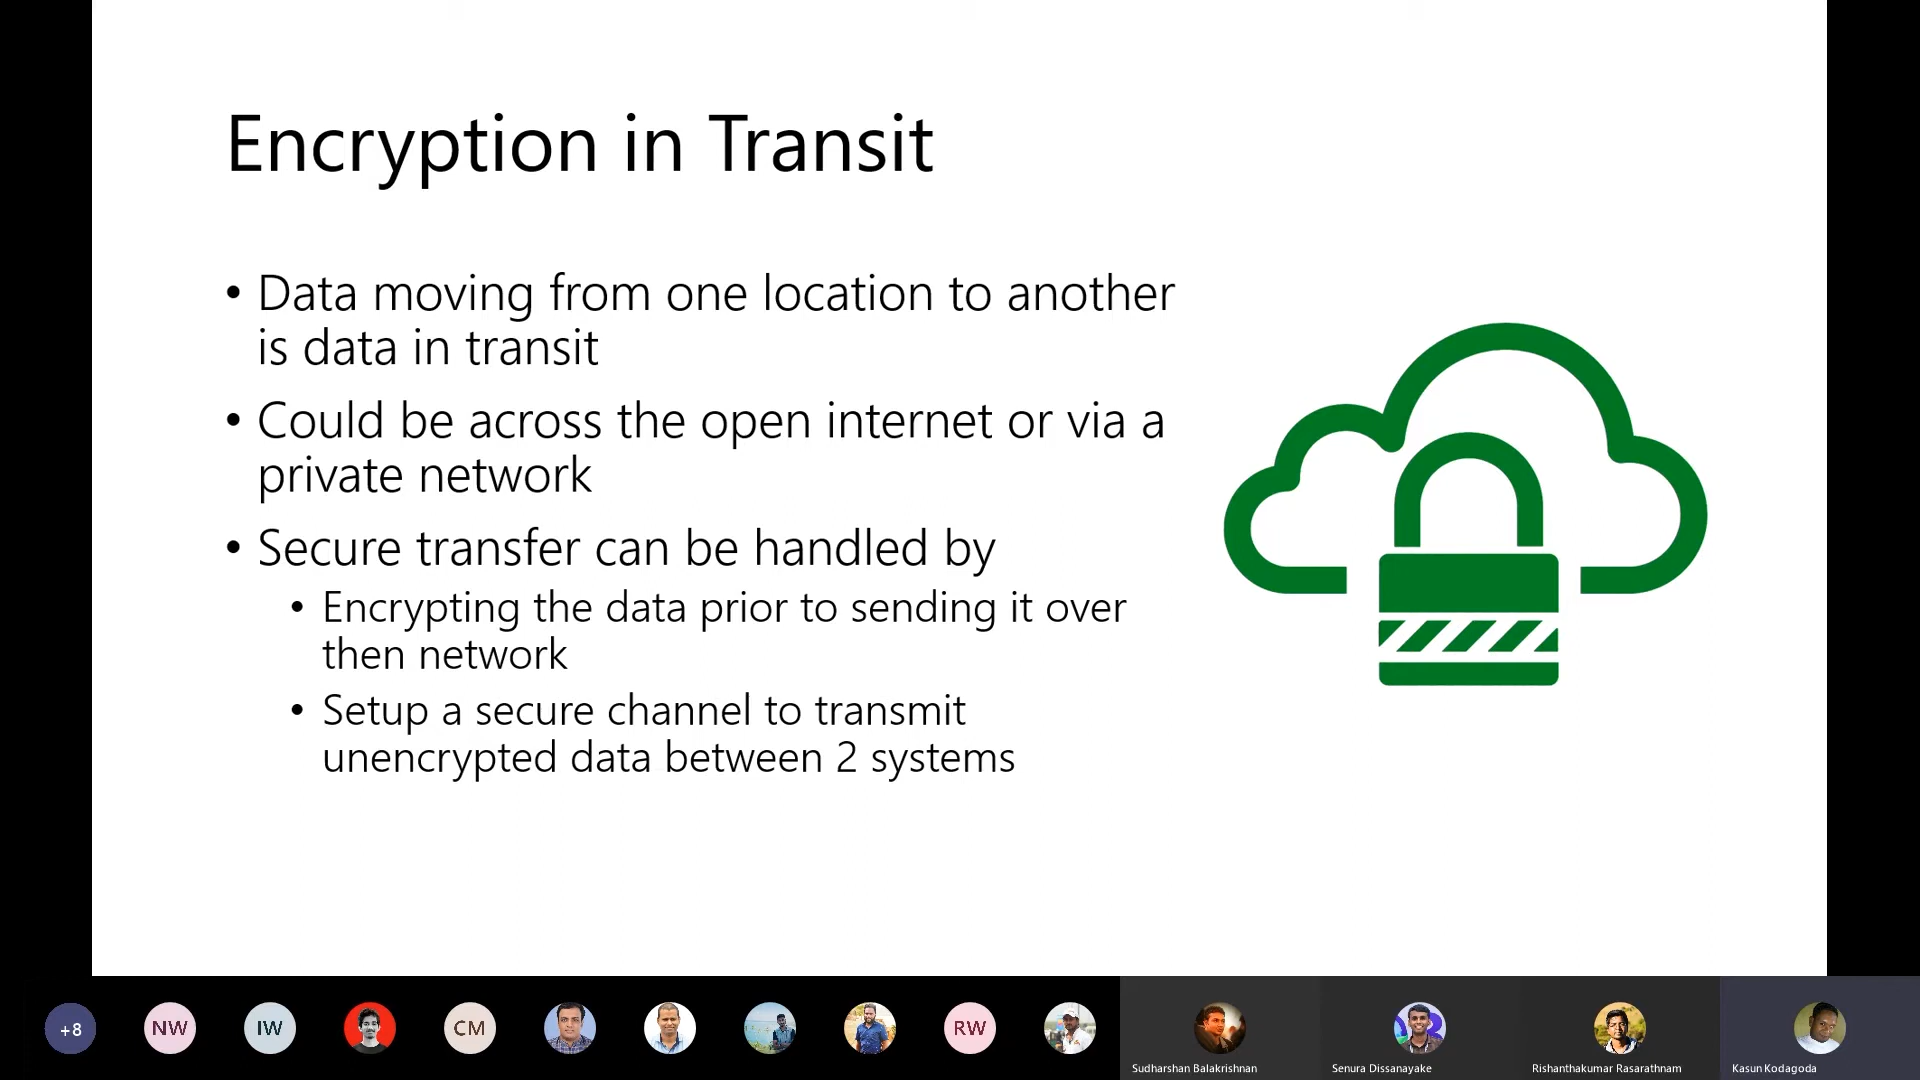 Encryption in Transit
• Data moving from one location to another
is data in transit
• Could be across the open internet or via a
private network
• Secure transfer can be handled by
• Encrypting the data prior to sending it over
then network
• Setup a secure channel to transmit
unencrypted data between 2 systems
+8
NW
IW
CM
RW
Sudharshan Balakrishnan
Senura Dissanayake
Rishanthakumar Rasarathnam
Kasun Kodagoda